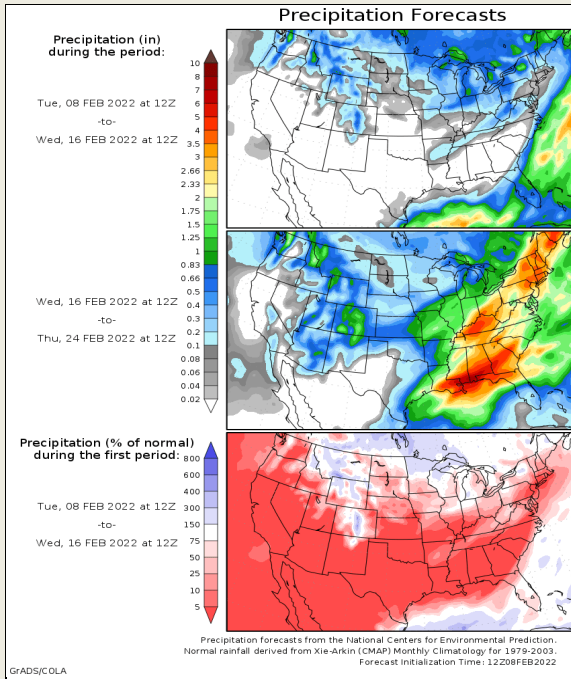 Precipitation Forecasts
Precipitation (in)
during the period:
Tue, 08 FEB 2022 at 12Z
-to-
Wed, 16 FEB 2022 at 12Z
10
9
8
7
6
5
4
3.5
3
2.66
2.33
2
1.75
1.5
1.25
1
0.83
0.66
0.5
0.4
0.3
0.2
0.1
0.08
0.06
0.04
0.02
Wed, 16 FEB 2022 at 12Z
-to-
Thu, 24 FEB 2022 at 12Z
Precipitation (% of normal)
during the first period:
Tue, 08 FEB 2022 at 12Z
-to-
Wed, 16 FEB 2022 at 12Z
800
600
400
300
150
75
50
25
10
5
Precipitation forecasts from the National Centers for Environmental Prediction.
Normal rainfall derived from Xie-Arkin (CMAP) Monthly Climatology for 1979-2003.
Forecast Initialization Time: 12Z08FEB2022
GrADS/COLA